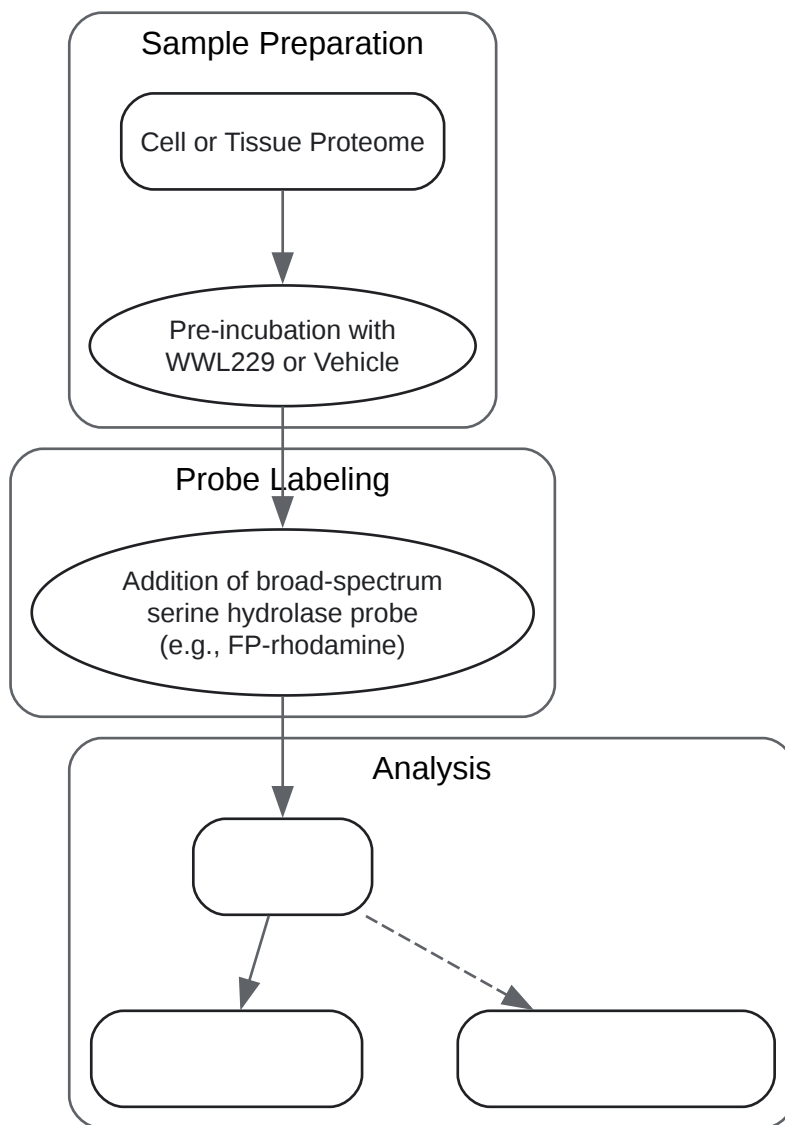 Sample Preparation
Cell or Tissue Proteome
Pre-incubation with
WWL229 or Vehicle
Probe Labeling
Addition of broad-spectrum
serine hydrolase probe
(e.g., FP-rhodamine)
Analysis